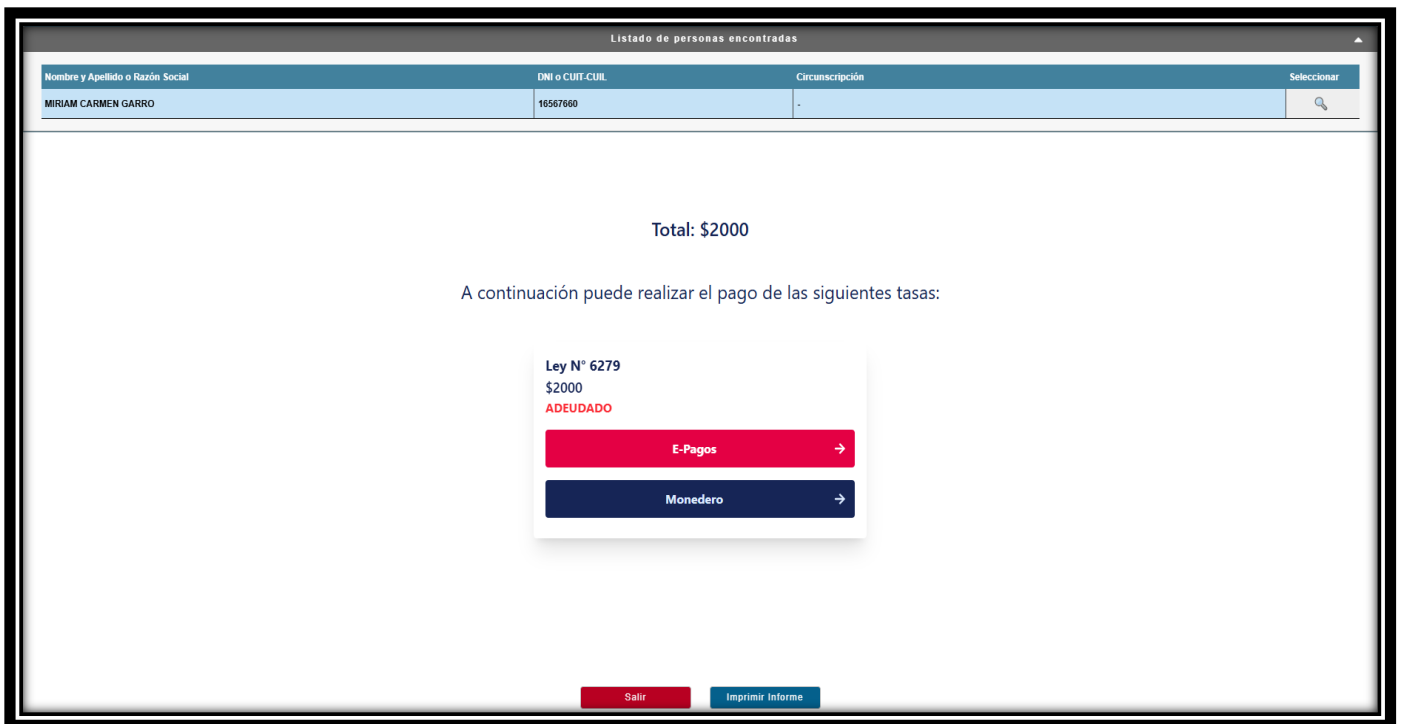 Listado de personas encontradas
Nombre y Apellido o Razón Social DNI o CUIT-CUIL Circunscripción Seleccionar
MIRIAM CARMEN GARRO 16567660 -
Total: $2000
A continuación puede realizar el pago de las siguientes tasas:
Ley N° 6279
$2000
ADEUDADO
E-Pagos
Monedero
Salir Imprimir Informe